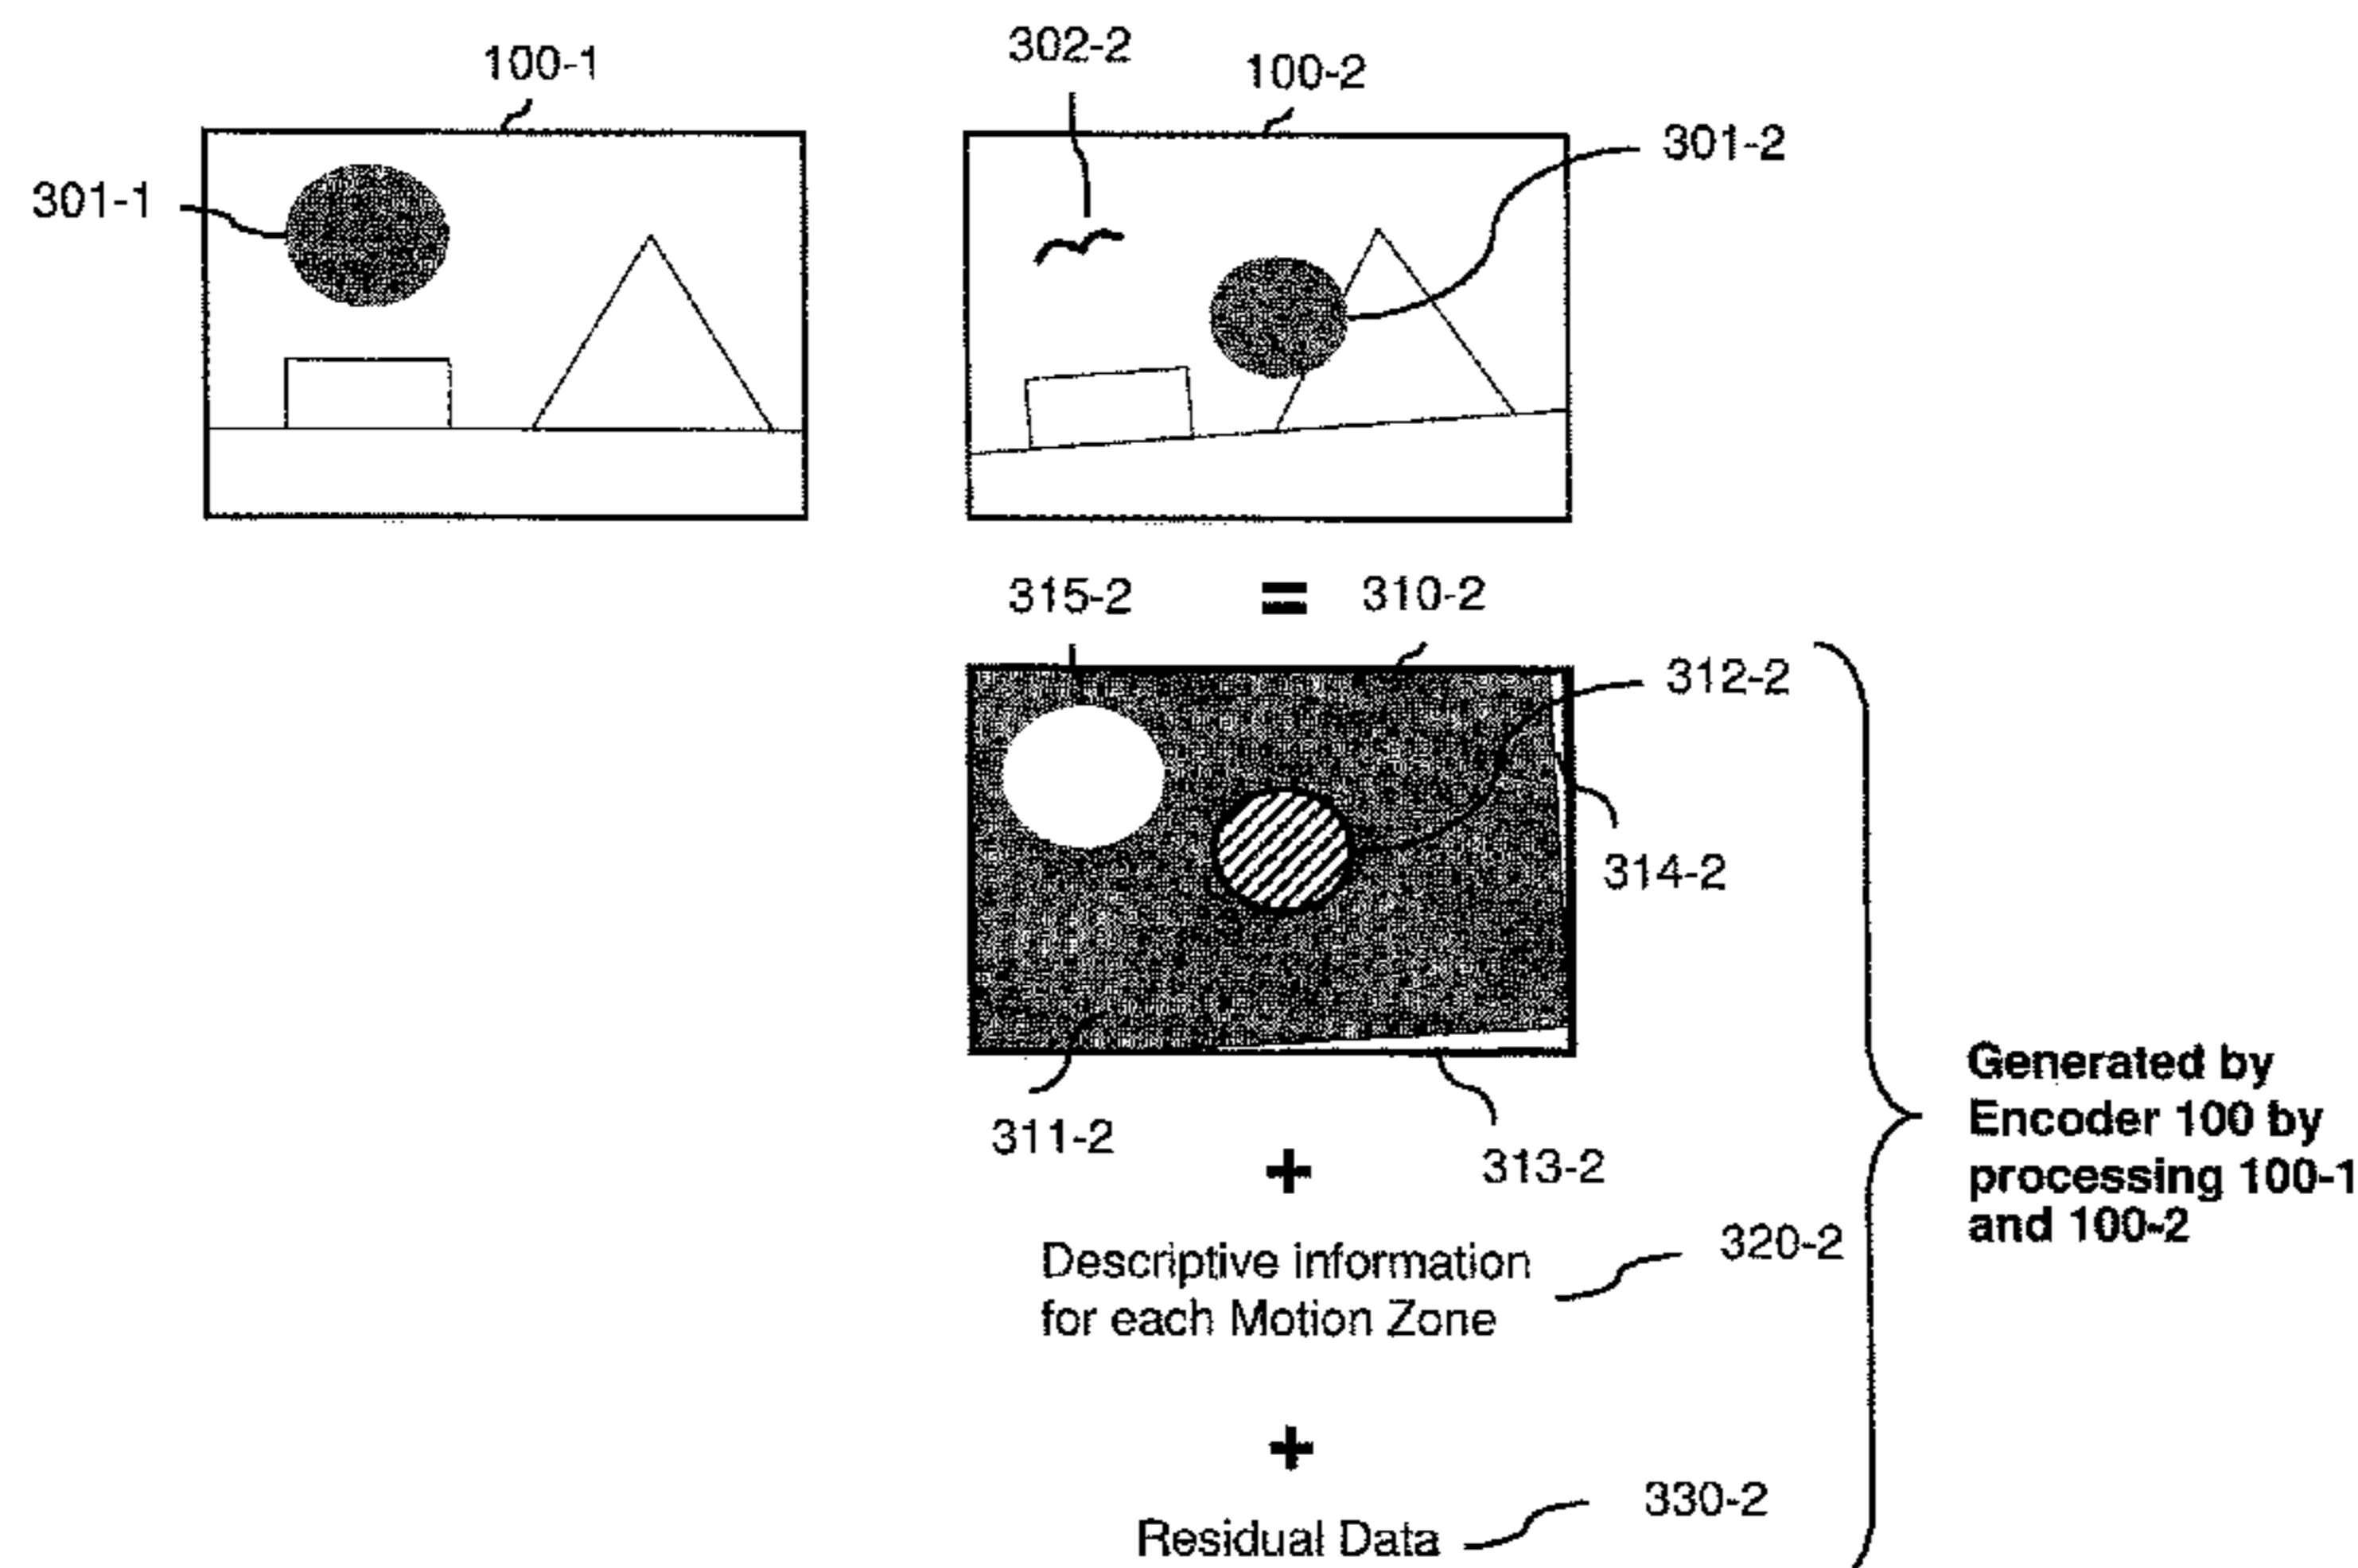 100-1
302-2
100-2
301-1
301-2
315-2
= 310-2
312-2
314-2
311-2
313-2
+
Descriptive information
for each Motion Zone
320-2
+
Residual Data
330-2
Generated by
Encoder 100 by
processing 100-1
and 100-2